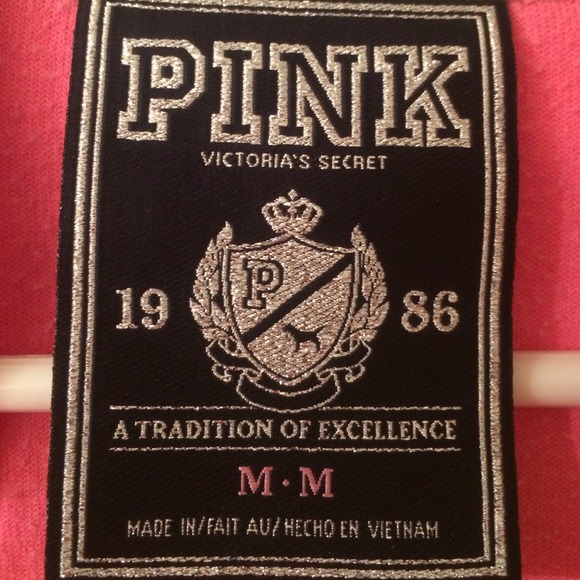 PINK
VICTORIA'S SECRET
P
19 86
A TRADITION OF EXCELLENCE
M · M
MADE IN/FAIT AU/HECHO EN VIETNAM